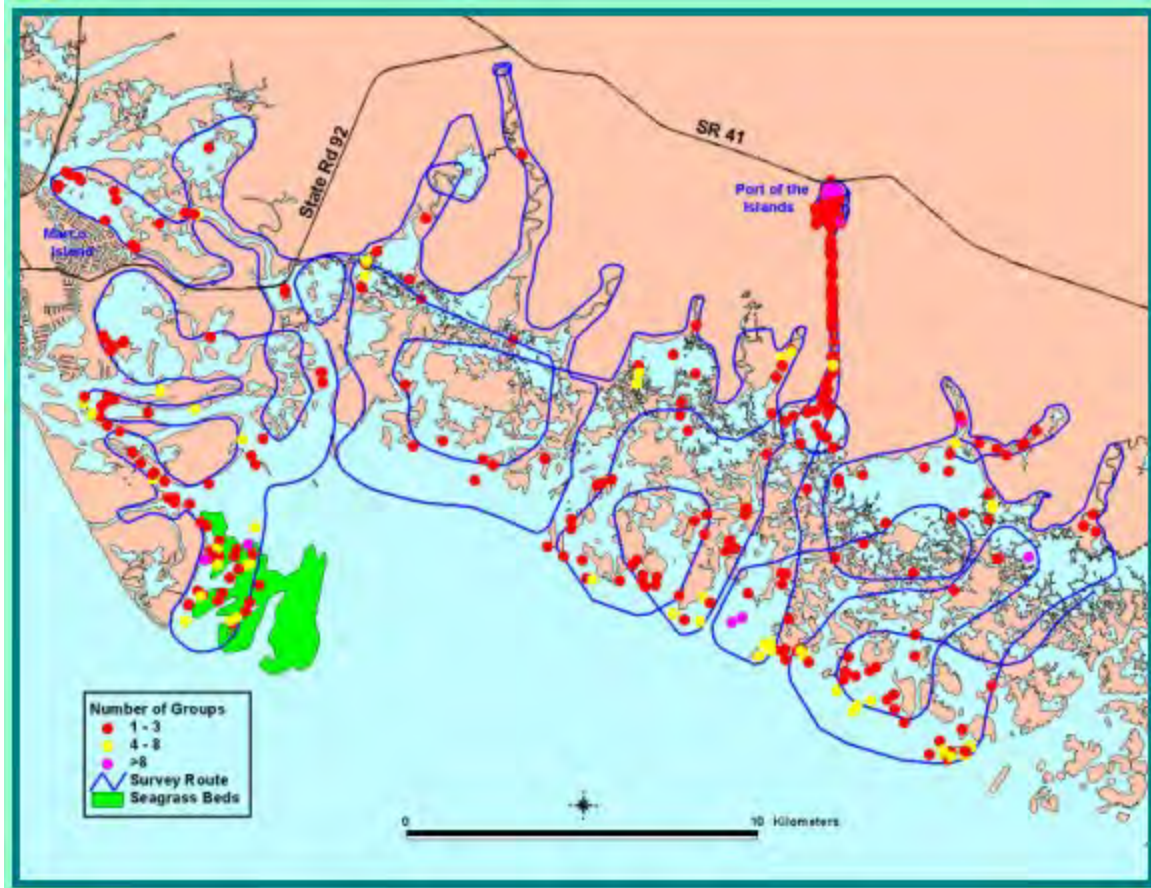 State Rd 92
SR 41
Port of the
Islands
Marco
Island
Number of Groups
1 - 3
4 - 8
>8
Survey Route
Seagrass Beds
0 10 Kilometers